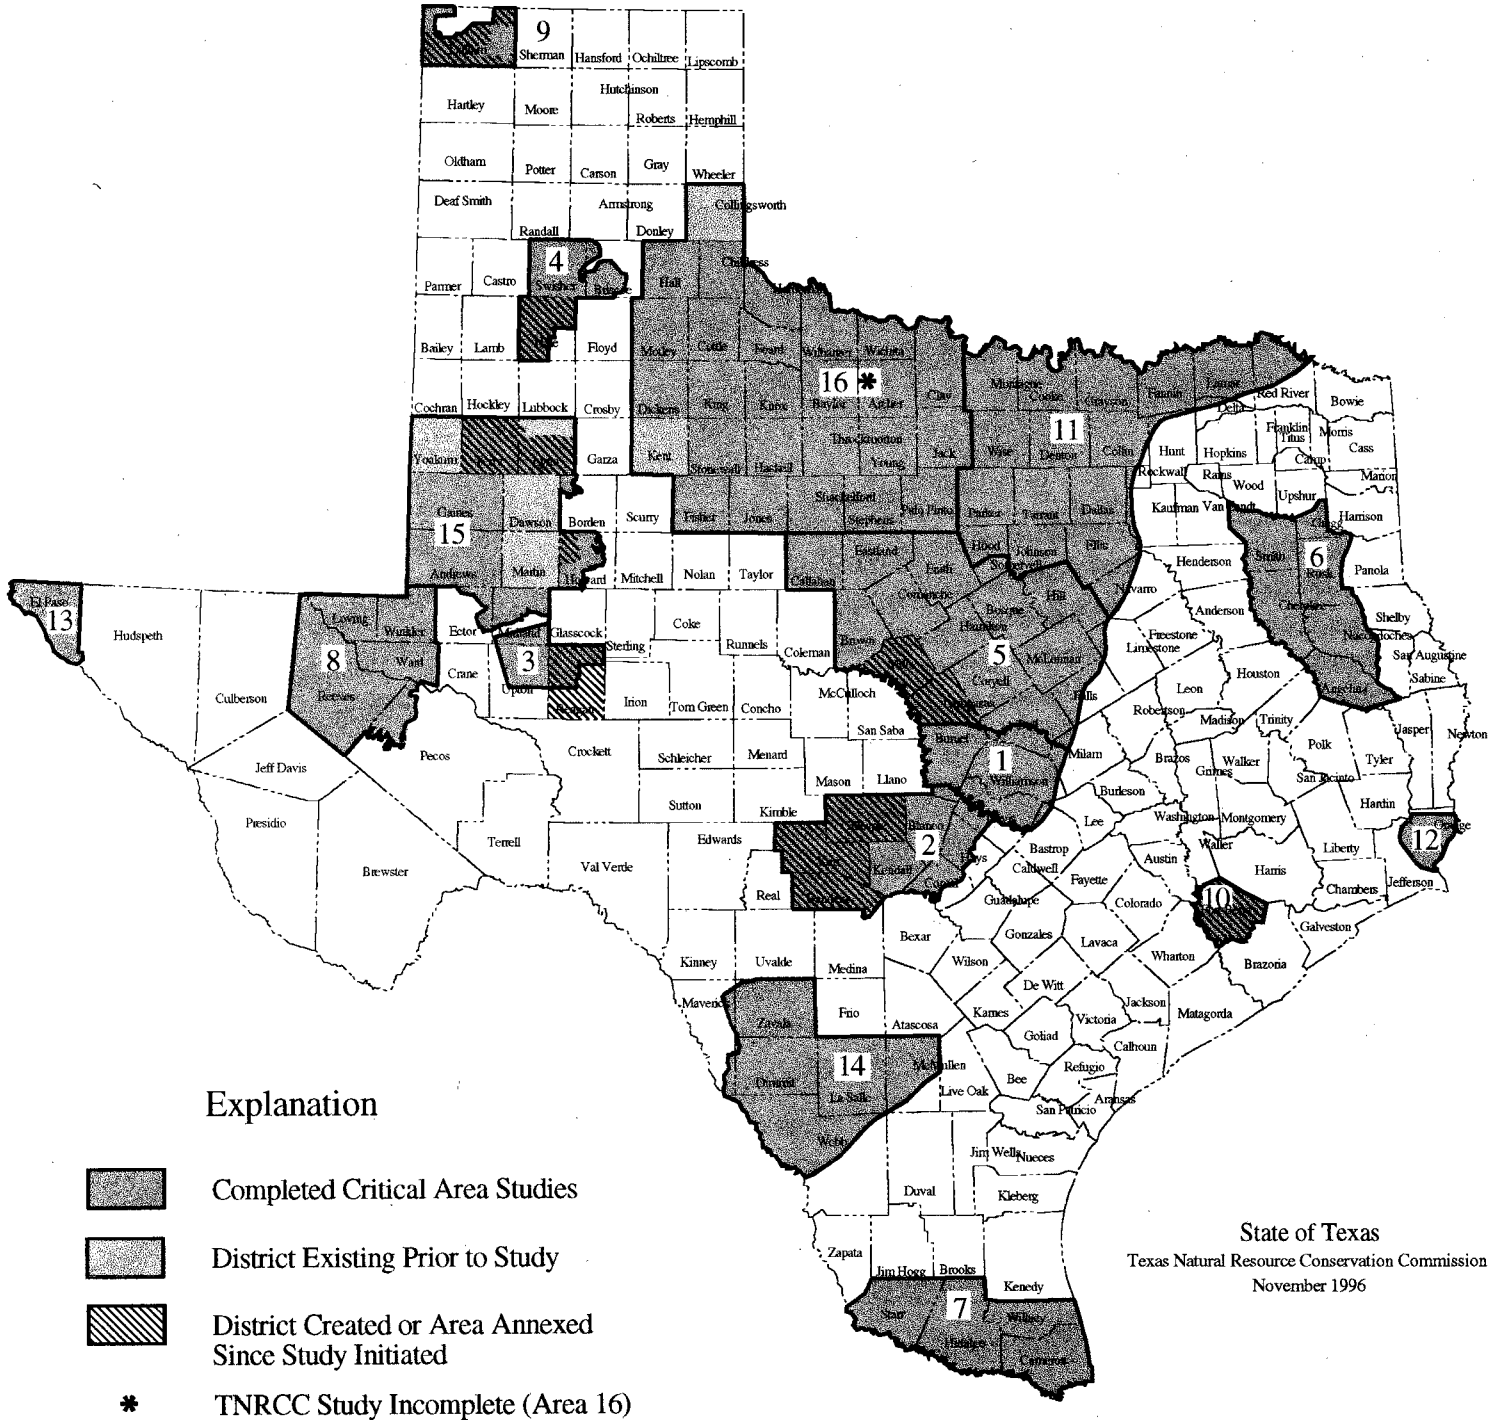 9
Sherman Hansford Ochiltree Lipscomb
Hutchinson
Hartley Moore Roberts Hemphill
Oldham Potter Carson Gray Wheeler
Deaf Smith Armstrong Collingsworth
Randall Donley
4
Parmer Castro Swisher Briscoe Hall Childress
Bailey Lamb Hale Floyd Motley Cottle Foard Wilbarger Wichita
16 *
Cochran Hockley Lubbock Crosby Dickens King Knox Baylor Archer Clay
Montague Cooke Grayson Fannin Lamar Red River Bowie
Delta
11
Yoakum Garza Kent Stonewall Haskell Throckmorton Young Jack Wise Denton Collin Hunt Hopkins Franklin Titus Morris Cass
Rockwall Rains Wood Camp Marion
Upshur
15
Gaines Dawson Borden Scurry Fisher Jones Shackelford Stephens Palo Pinto Parker Tarrant Dallas Kaufman Van Zandt Gregg Harrison
6
Andrews Martin Howard Mitchell Nolan Taylor Callahan Eastland Erath Hood Somervell Johnson Ellis Henderson Smith Rusk Panola
13
El Paso Hudspeth Culberson
8
Loving Winkler Ector Midland Glasscock Sterling Coke Runnels Coleman Brown Comanche Hamilton Bosque Hill Navarro Anderson Cherokee Shelby
Nacogdoches San Augustine
Sabine
3
5
Reeves Ward Crane Upton Reagan Irion Tom Green Concho McCulloch Mills Coryell McLennan Limestone Freestone Houston Angelina
Falls Leon
Robertson Madison Trinity
Jeff Davis Pecos Crockett Schleicher Menard San Saba Burnet Milam Brazos Grimes Walker Polk San Jacinto Tyler Jasper Newton
1
Williamson
Mason Llano Burleson Hardin
Presidio Brewster Terrell Sutton Kimble Lee Washington Montgomery
Val Verde Edwards Blanco Bastrop Waller Liberty Orange
12
2
Real Kendall Hays Caldwell Austin Harris Jefferson
Fayette Chambers
10
Guadalupe Colorado
Bexar Gonzales Lavaca Galveston
Kinney Uvalde Medina Wilson Wharton Brazoria
De Witt
Maverick Zavala Frio Atascosa Karnes Victoria Jackson Matagorda
Goliad Calhoun
14
Dimmit La Salle McMullen Live Oak Bee Refugio
Aransas
San Patricio
Webb
Jim Wells Nueces
Duval Kleberg
Zapata
Jim Hogg Brooks Kenedy
7
Starr Hidalgo Willacy
Cameron
Explanation
Completed Critical Area Studies
District Existing Prior to Study
District Created or Area Annexed
Since Study Initiated
* TNRCC Study Incomplete (Area 16)
State of Texas
Texas Natural Resource Conservation Commission
November 1996